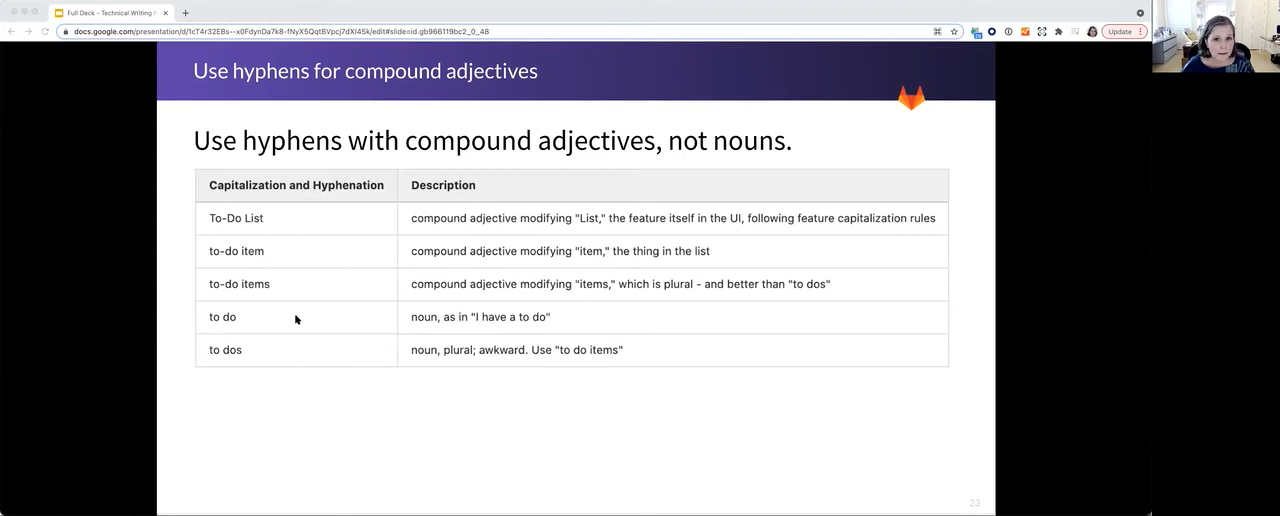 Full Deck - Technical Writing
docs.google.com/presentation/d/1cT4r32EBs--x0FdynDa7k8-fNyX5QqtBVpcj7dXl45k/edit#slide=id.gb966119bc2_0_48
Update
Use hyphens for compound adjectives
Use hyphens with compound adjectives, not nouns.
Capitalization and Hyphenation Description
To-Do List compound adjective modifying "List," the feature itself in the UI, following feature capitalization rules
to-do item compound adjective modifying "item," the thing in the list
to-do items compound adjective modifying "items," which is plural - and better than "to dos"
to do noun, as in "I have a to do"
to dos noun, plural; awkward. Use "to do items"
23